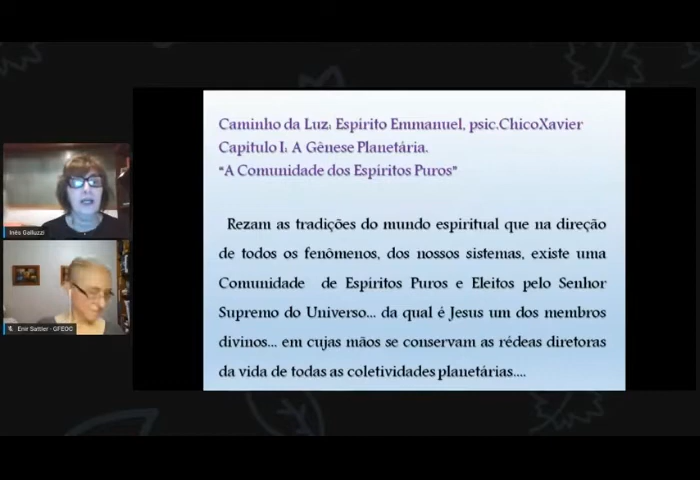 Caminho da Luz: Espírito Emmanuel, psic.ChicoXavier
Capítulo I: A Gênese Planetária.
"A Comunidade dos Espíritos Puros"
Rezam as tradições do mundo espiritual que na direção
de todos os fenômenos, dos nossos sistemas, existe uma
Comunidade de Espíritos Puros e Eleitos pelo Senhor
Supremo do Universo... da qual é Jesus um dos membros
divinos... em cujas mãos se conservam as rédeas diretoras
da vida de todas as coletividades planetárias....
Inês Galluzzi
Enir Sattler - GFEOC